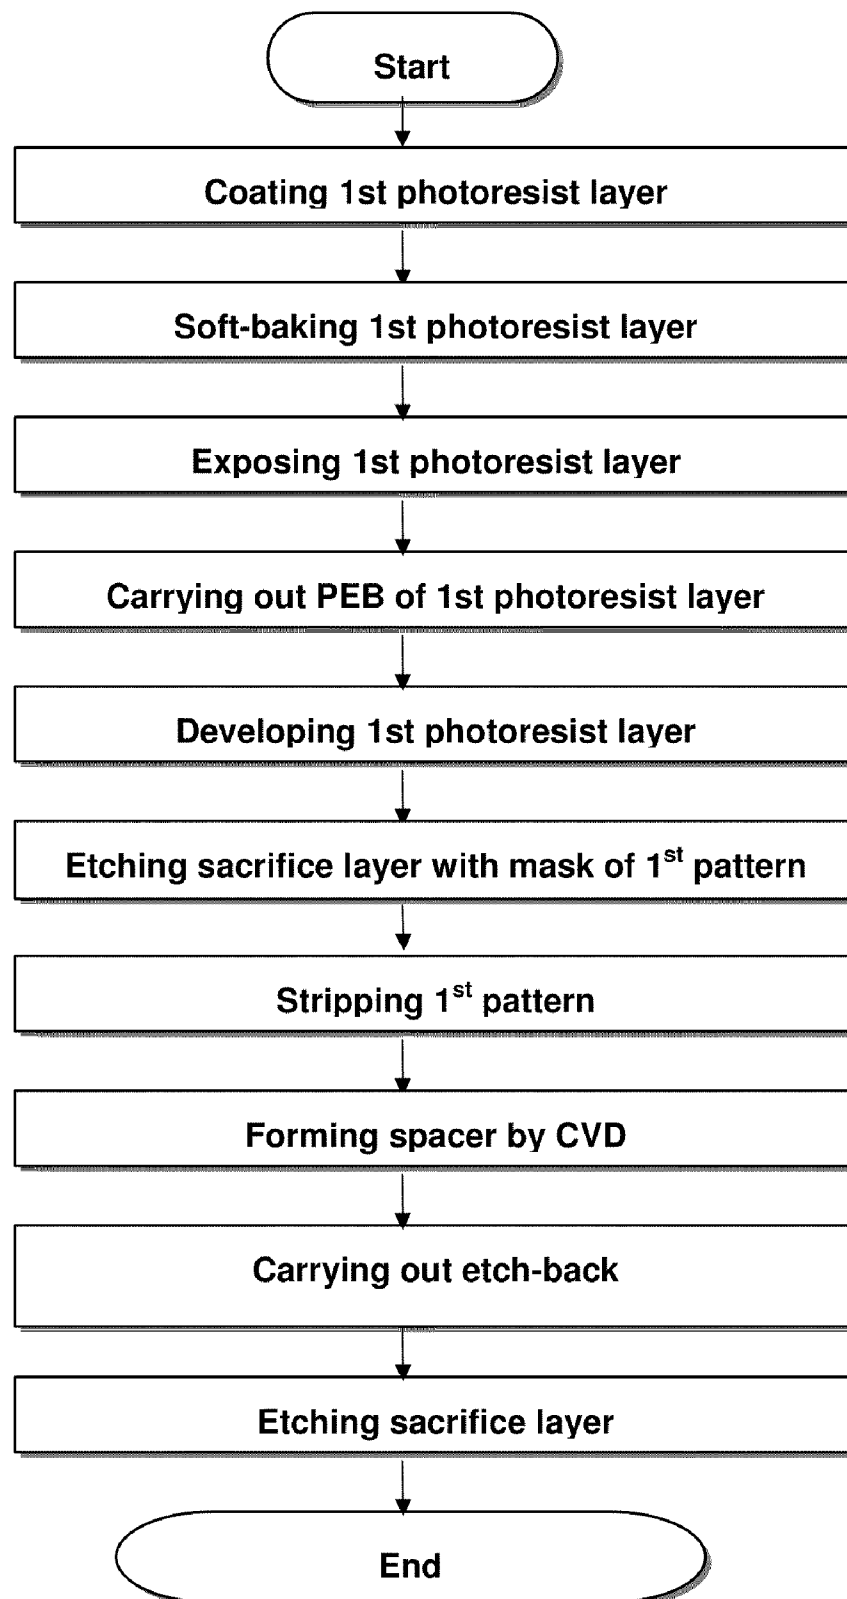 Start
Coating 1st photoresist layer
Soft-baking 1st photoresist layer
Exposing 1st photoresist layer
Carrying out PEB of 1st photoresist layer
Developing 1st photoresist layer
Etching sacrifice layer with mask of 1st pattern
Stripping 1st pattern
Forming spacer by CVD
Carrying out etch-back
Etching sacrifice layer
End